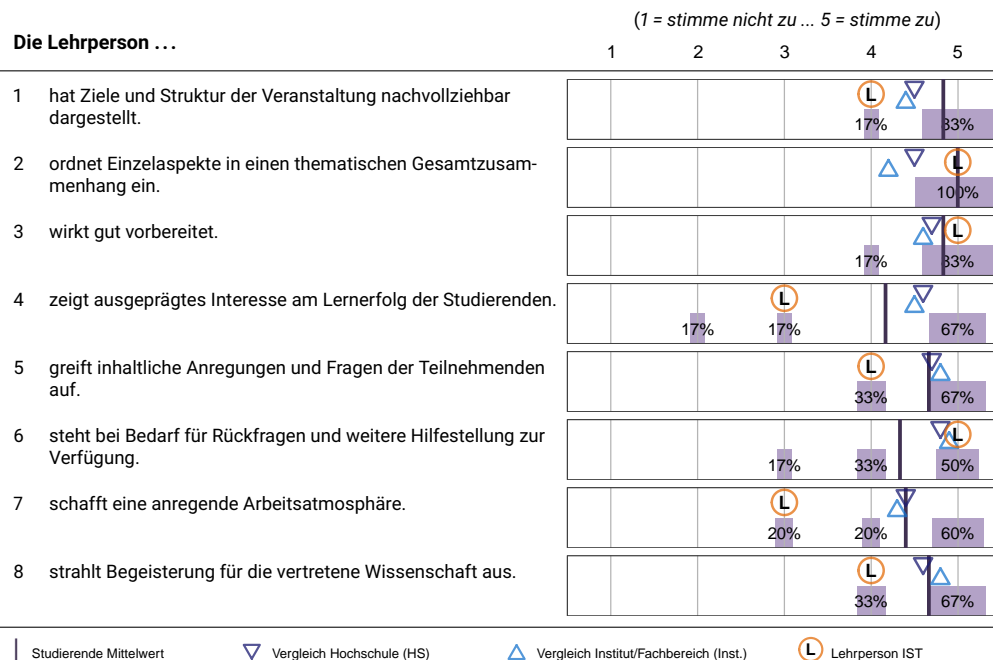 (1 = stimme nicht zu ... 5 = stimme zu)
Die Lehrperson ...
1 2 3 4 5
1 hat Ziele und Struktur der Veranstaltung nachvollziehbar
dargestellt.
L
17% 83%
2 ordnet Einzelaspekte in einen thematischen Gesamtzusam-
menhang ein.
L
100%
3 wirkt gut vorbereitet.
L
17% 83%
4 zeigt ausgeprägtes Interesse am Lernerfolg der Studierenden.
L
17% 17% 67%
5 greift inhaltliche Anregungen und Fragen der Teilnehmenden
auf.
L
33% 67%
6 steht bei Bedarf für Rückfragen und weitere Hilfestellung zur
Verfügung.
L
17% 33% 50%
7 schafft eine anregende Arbeitsatmosphäre.
L
20% 20% 60%
8 strahlt Begeisterung für die vertretene Wissenschaft aus.
L
33% 67%
Studierende Mittelwert Vergleich Hochschule (HS) Vergleich Institut/Fachbereich (Inst.) L Lehrperson IST